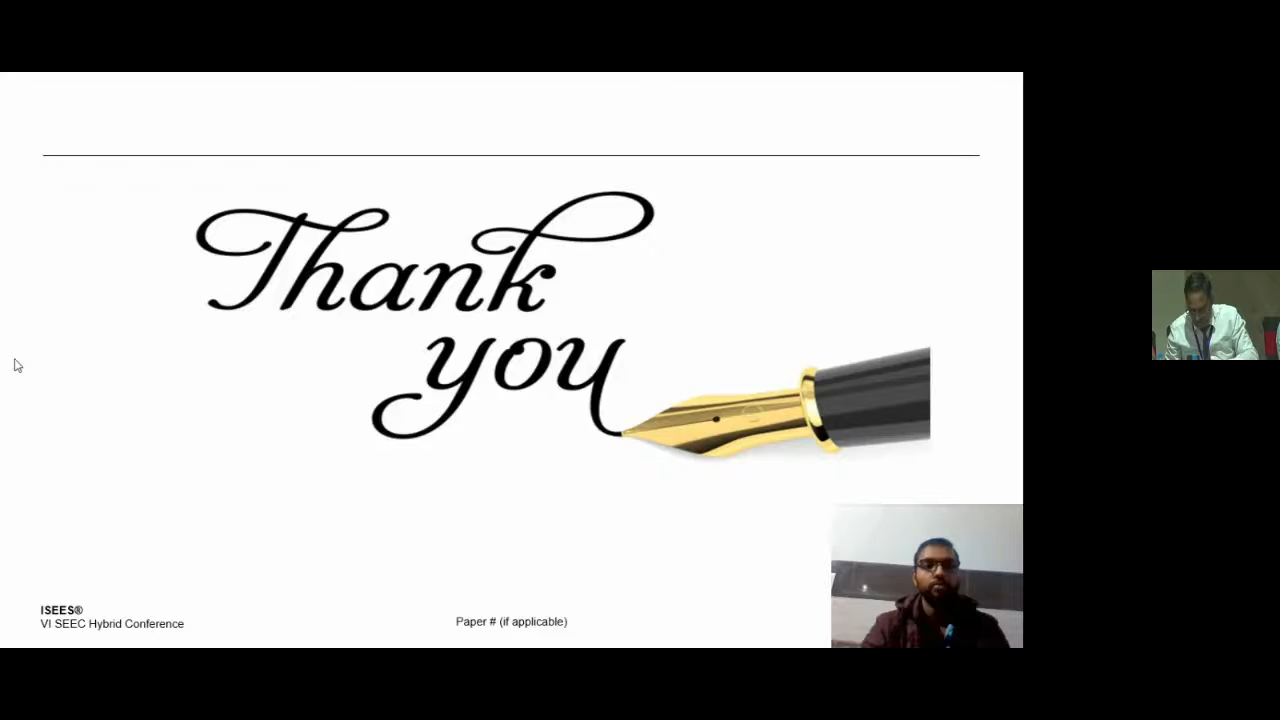 Thank
you
ISEES®
VI SEEC Hybrid Conference
Paper # (if applicable)